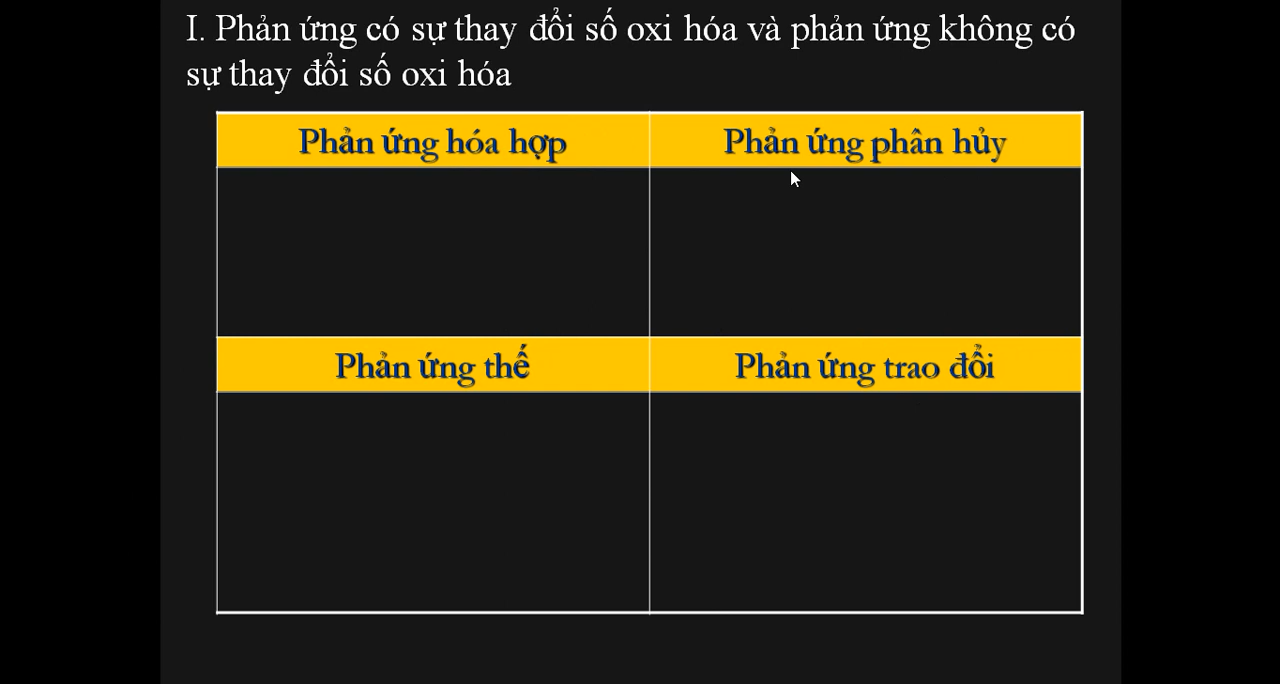 I. Phản ứng có sự thay đổi số oxi hóa và phản ứng không có
sự thay đổi số oxi hóa
Phản ứng hóa hợp
Phản ứng phân hủy
Phản ứng thế
Phản ứng trao đổi